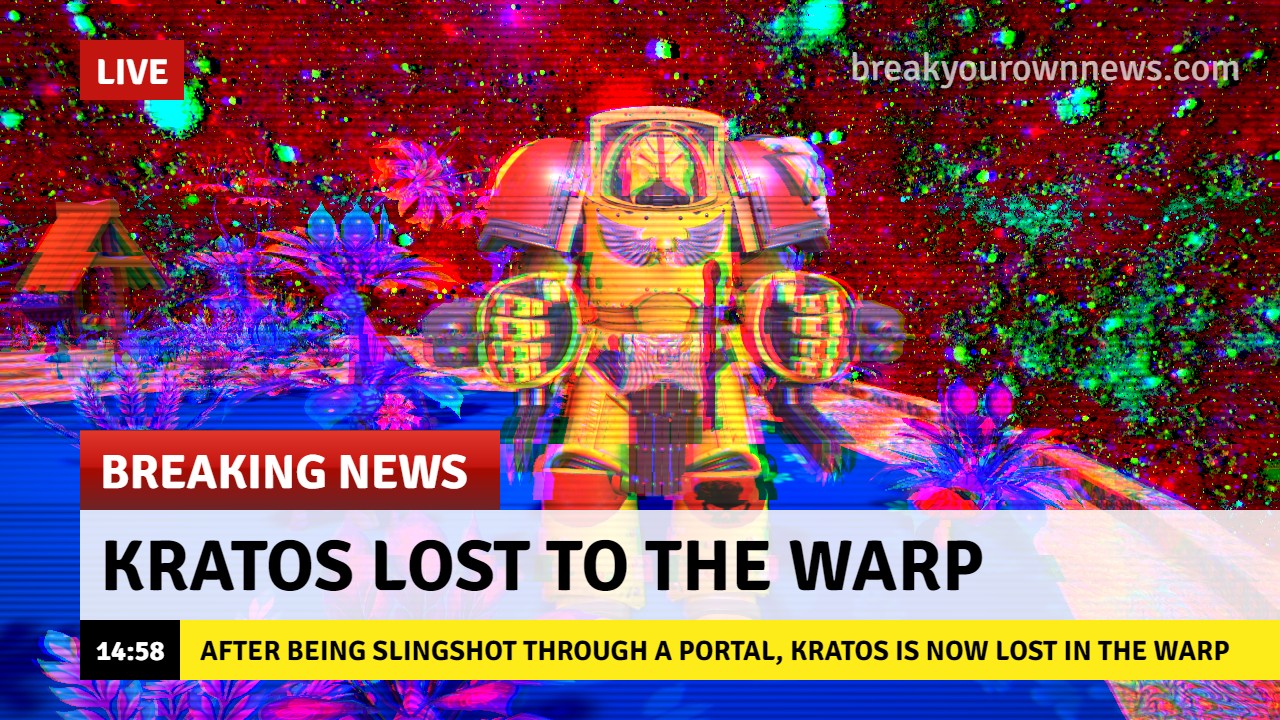 LIVE
breakyourownnews.com
BREAKING NEWS
KRATOS LOST TO THE WARP
14:58
AFTER BEING SLINGSHOT THROUGH A PORTAL, KRATOS IS NOW LOST IN THE WARP